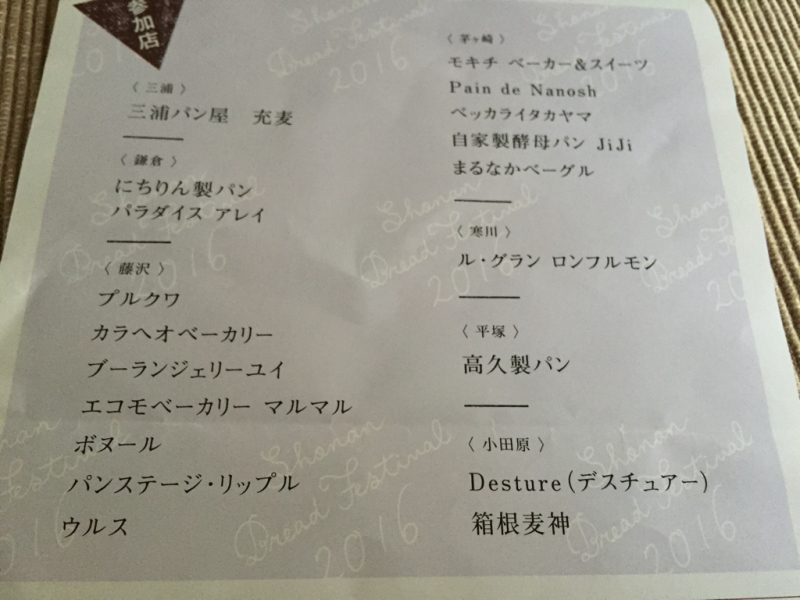 参加店
〈 三浦 〉
三浦パン屋 充麦
〈 鎌倉 〉
にちりん製パン
パラダイス アレイ
〈 藤沢 〉
プルクワ
カラヘオベーカリー
ブーランジェリーユイ
エコモベーカリー マルマル
ボヌール
パンステージ・リップル
ウルス
〈 茅ヶ崎 〉
モキチ ベーカー&スイーツ
Pain de Nanosh
ベッカライタカヤマ
自家製酵母パン JiJi
まるなかベーグル
〈 寒川 〉
ル・グラン ロンフルモン
〈 平塚 〉
高久製パン
〈 小田原 〉
Desture(デスチュアー)
箱根麦神
Shonan
Bread Festival
2016